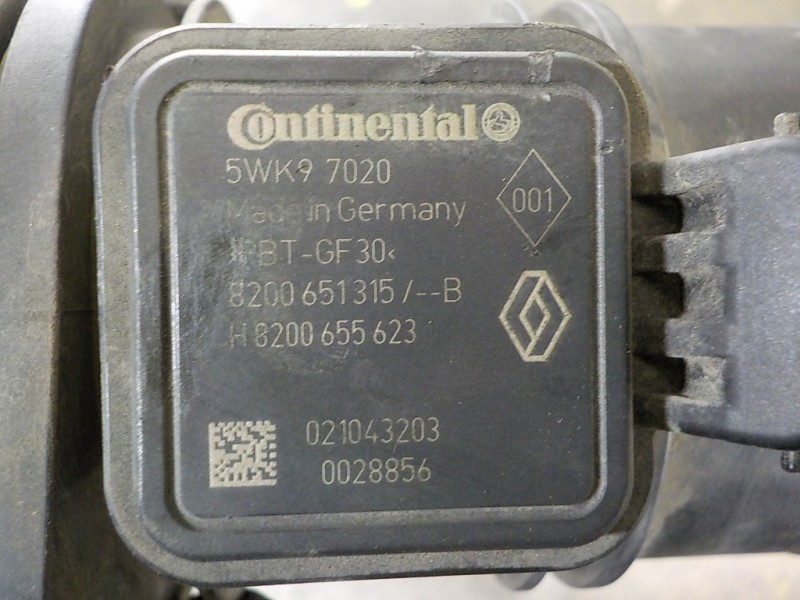 Continental
5WK9 7020
Made in Germany
001
>PBT-GF30<
8200 651 315 /--B
H 8200 655 623
021043203
0028856